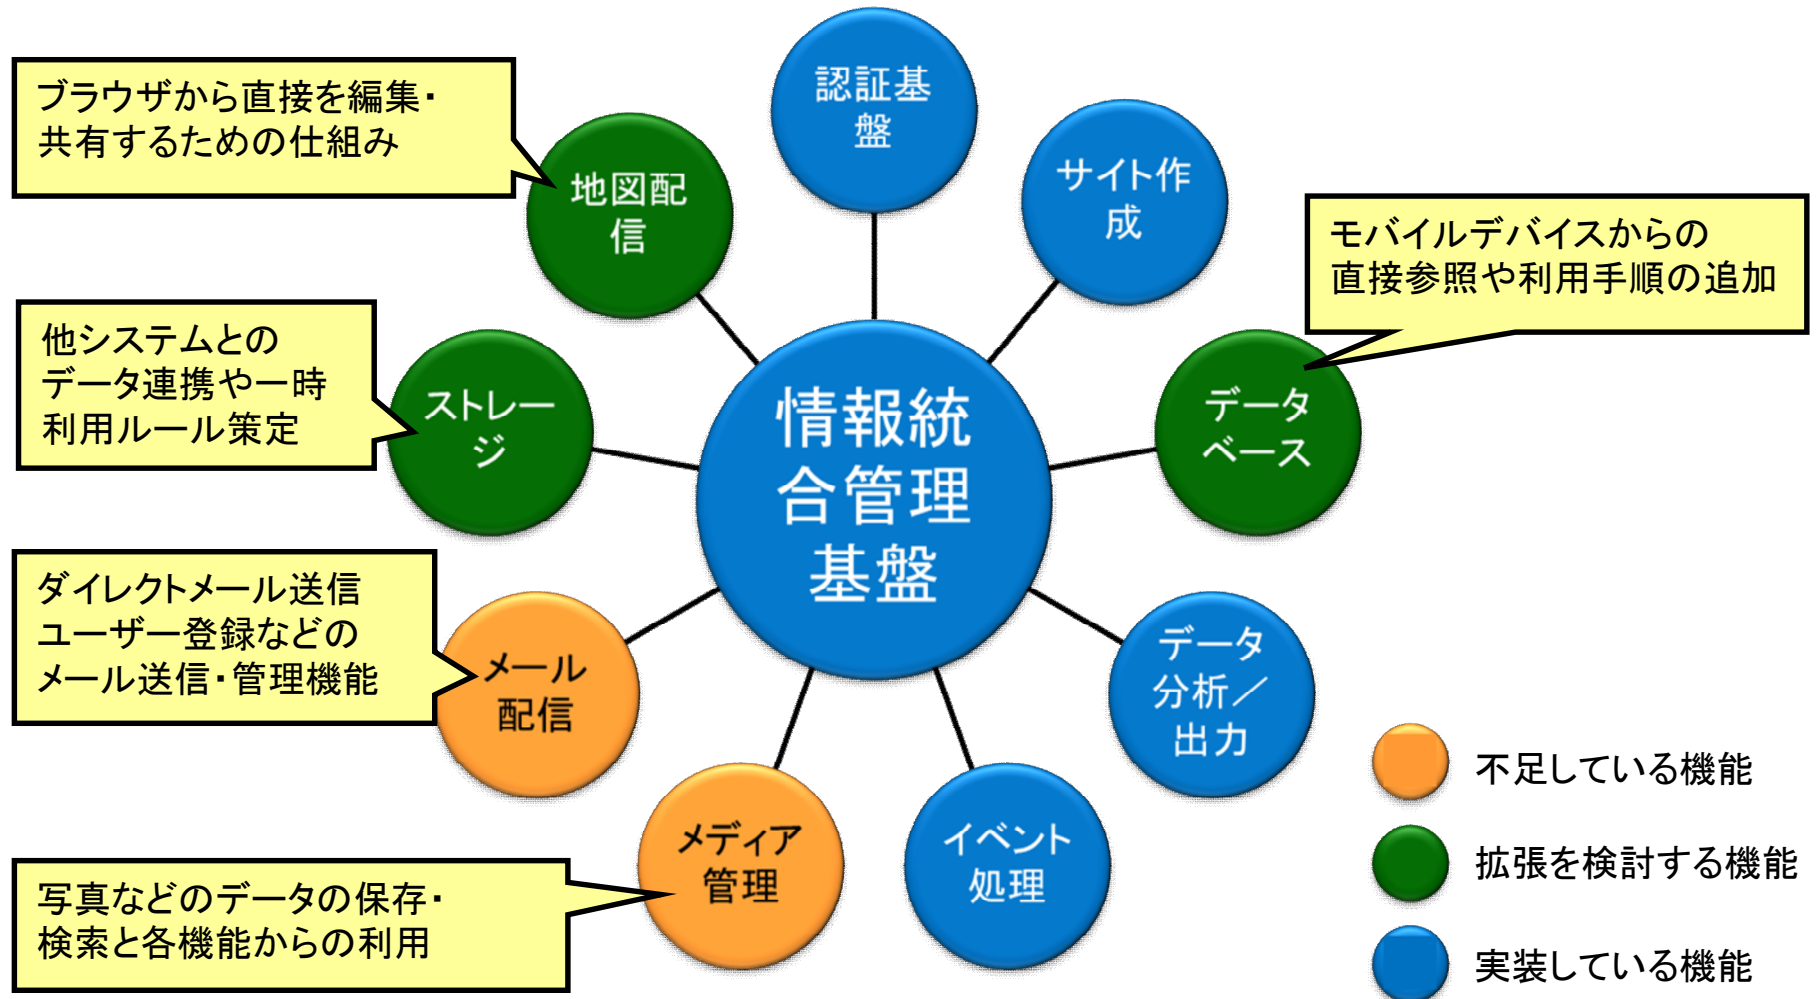 認証基
盤
ブラウザから直接を編集・
共有するための仕組み
地図配
信
サイト作
成
モバイルデバイスからの
直接参照や利用手順の追加
他システムとの
データ連携や一時
利用ルール策定
ストレー
ジ
情報統
合管理
基盤
データ
ベース
ダイレクトメール送信
ユーザー登録などの
メール送信・管理機能
メール
配信
データ
分析／
出力
メディア
管理
イベント
処理
写真などのデータの保存・
検索と各機能からの利用
不足している機能
拡張を検討する機能
実装している機能